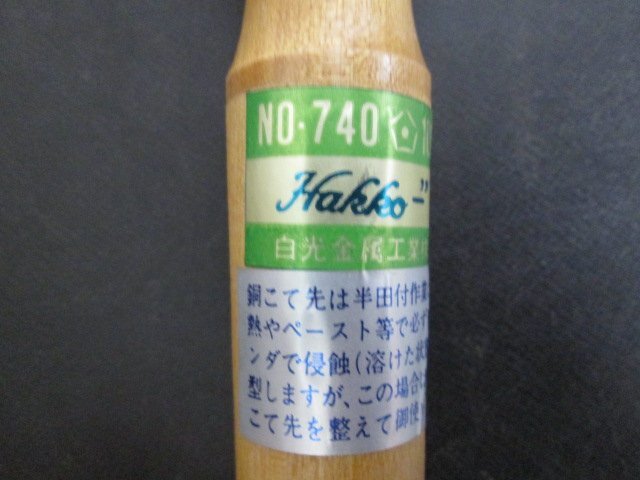 NO.740
Hakko
白光金属工業
銅こて先は半田付作業
熱やペースト等で必ず
ンダで侵蝕(溶けた状
型しますが、この場合は
こて先を整えて御使